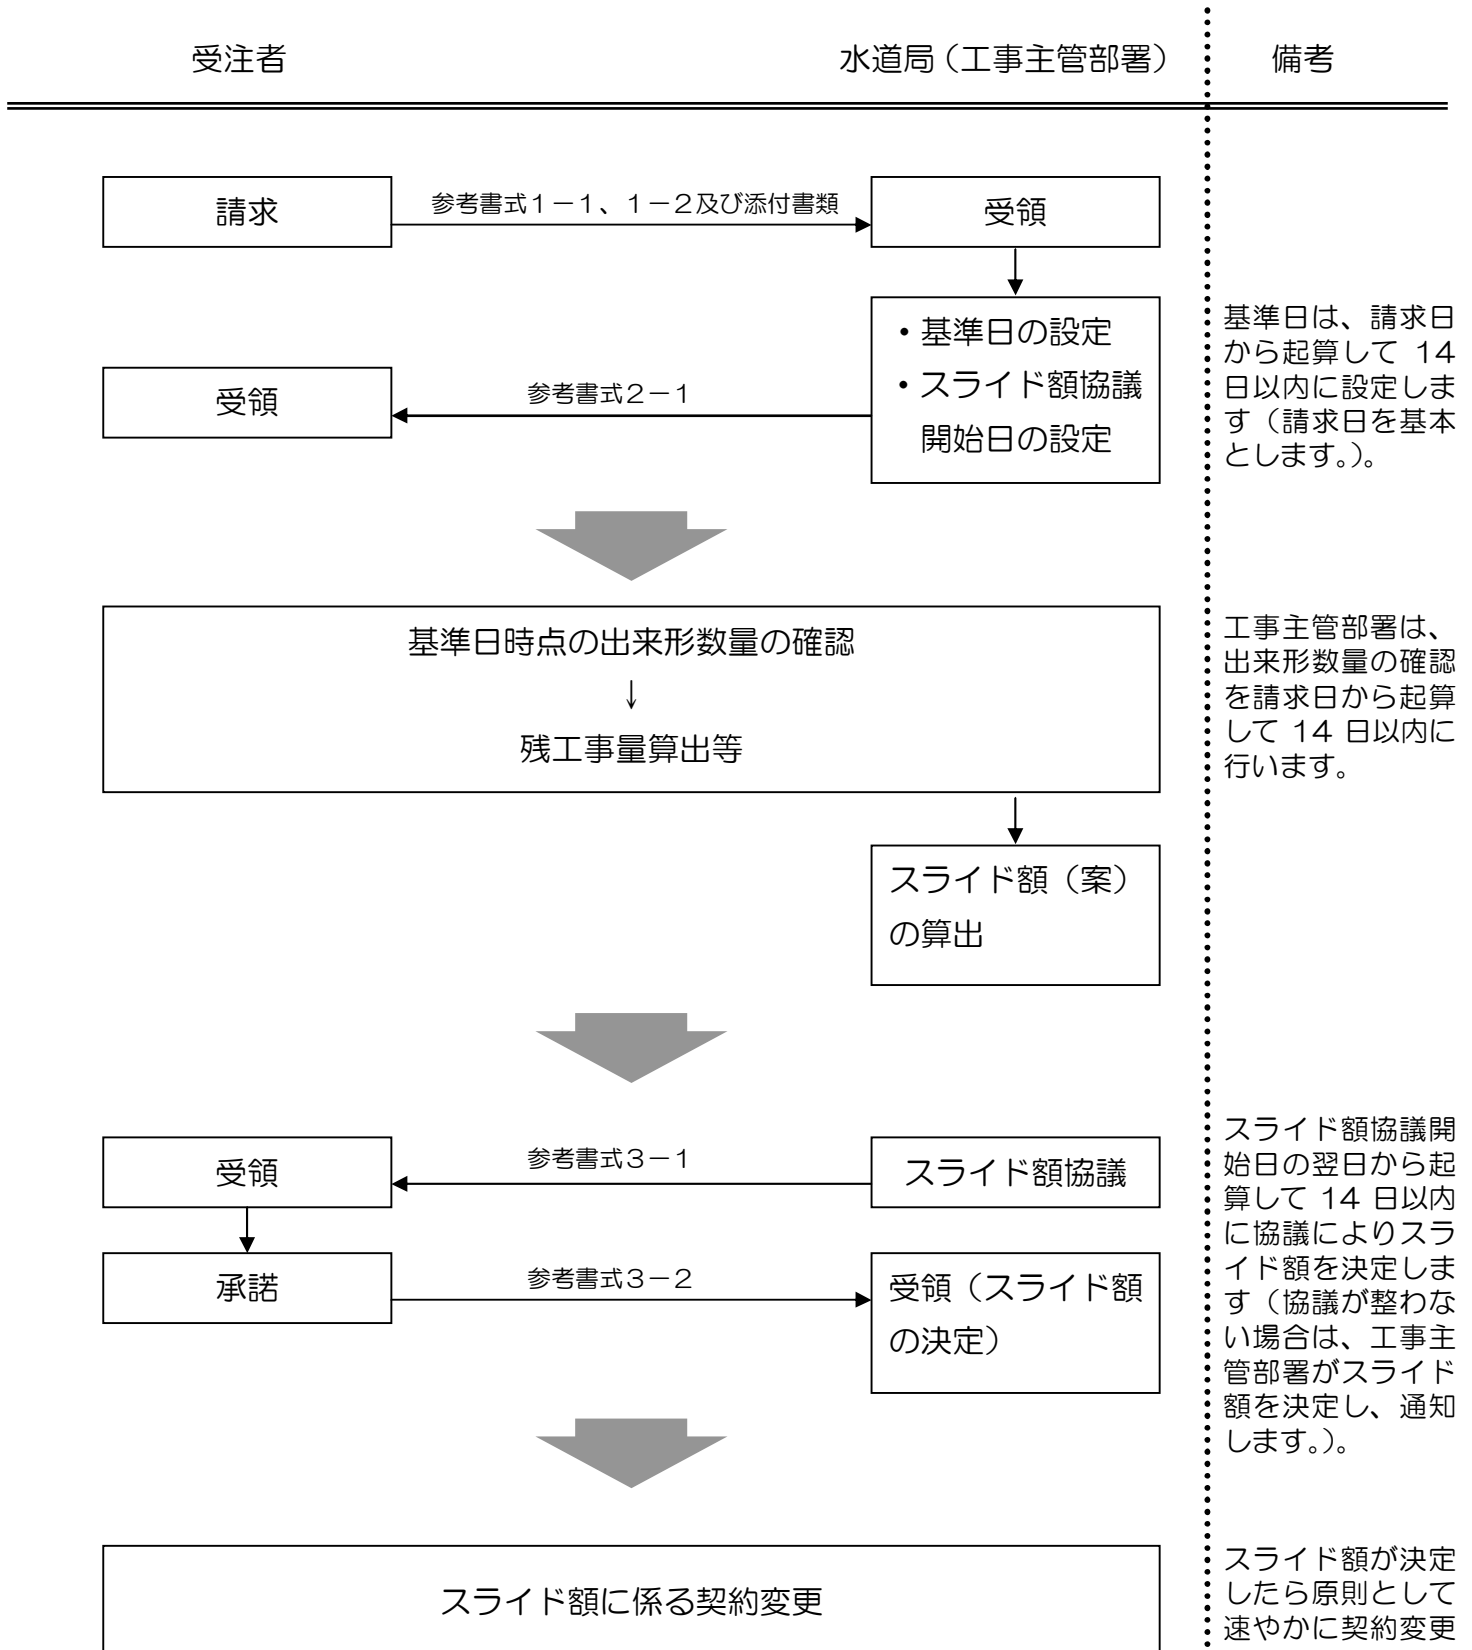 受注者
水道局（工事主管部署）
備考
請求
参考書式１－１、１－２及び添付書類
受領
・基準日の設定
・スライド額協議
開始日の設定
参考書式２－１
受領
基準日は、請求日
から起算して 14
日以内に設定しま
す（請求日を基本
とします。）。
基準日時点の出来形数量の確認
↓
残工事量算出等
工事主管部署は、
出来形数量の確認
を請求日から起算
して 14 日以内に
行います。
スライド額（案）
の算出
受領
参考書式３－１
スライド額協議
承諾
参考書式３－２
受領（スライド額
の決定）
スライド額協議開
始日の翌日から起
算して 14 日以内
に協議によりスラ
イド額を決定しま
す（協議が整わな
い場合は、工事主
管部署がスライド
額を決定し、通知
します。）。
スライド額に係る契約変更
スライド額が決定
したら原則として
速やかに契約変更